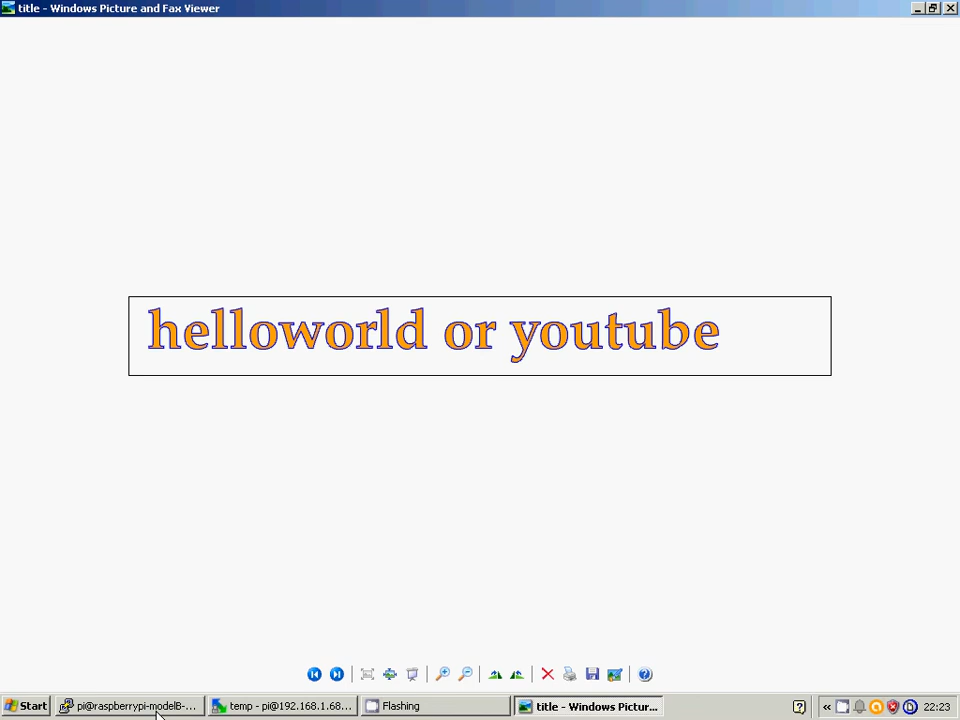 title - Windows Picture and Fax Viewer
helloworld or youtube
Start
pi@raspberrypi-modelB-...
temp - pi@192.168.1.68...
Flashing
title - Windows Pictur...
22:23